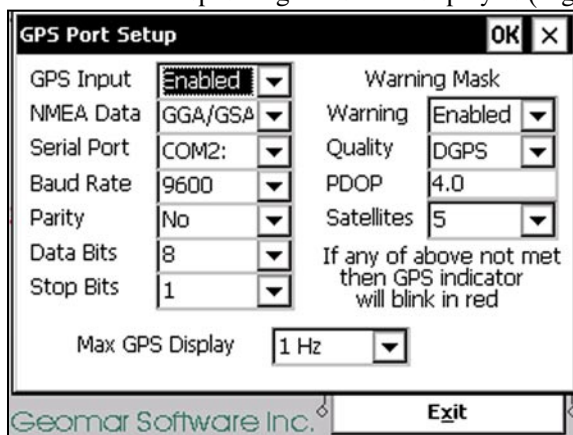 GPS Port Setup OK ×
GPS Input Enabled Warning Mask
NMEA Data GGA/GSA Warning Enabled
Serial Port COM2: Quality DGPS
Baud Rate 9600 PDOP 4.0
Parity No Satellites 5
Data Bits 8 If any of above not met
then GPS indicator
Stop Bits 1 will blink in red
Max GPS Display 1 Hz
Geomar Software Inc. Exit